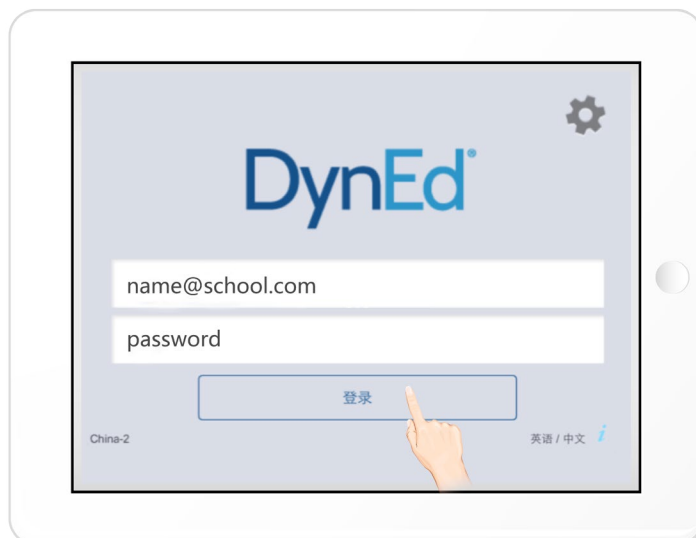 DynEd®
name@school.com
password
登录
China-2
英语 / 中文 i